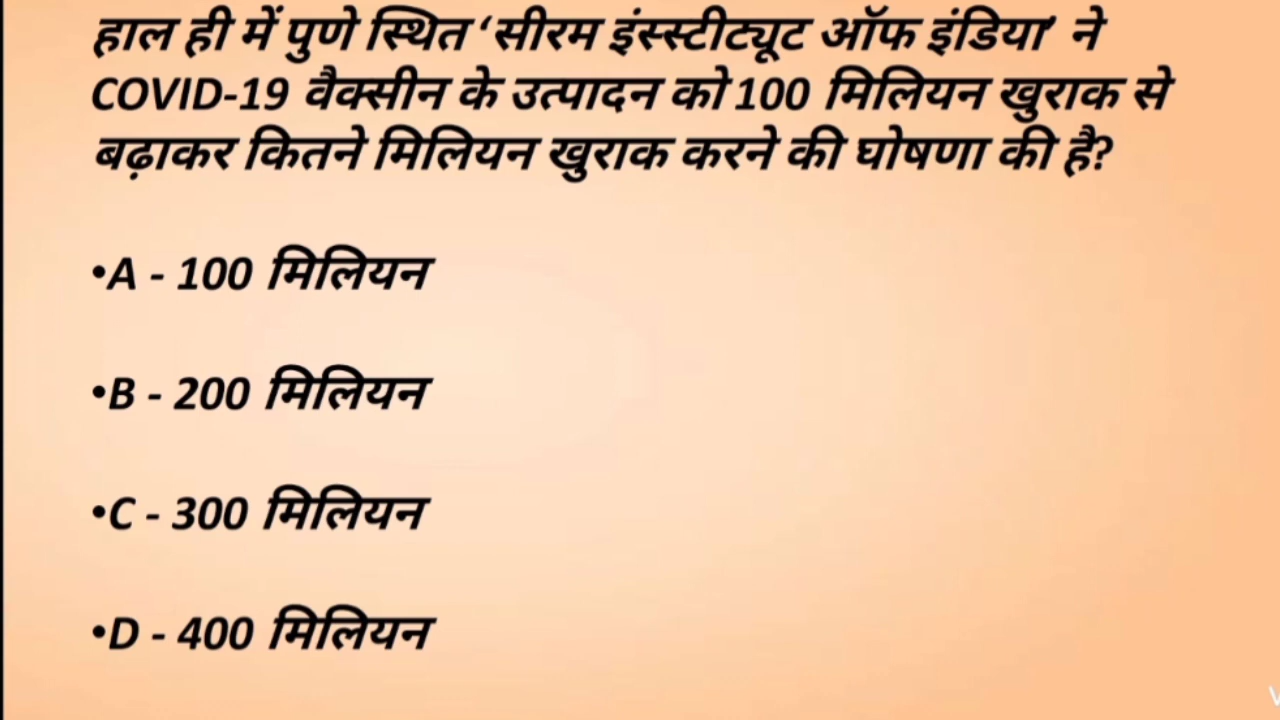 हाल ही में पुणे स्थित ‘सीरम इंस्स्टीट्यूट ऑफ इंडिया’ ने
COVID-19 वैक्सीन के उत्पादन को 100 मिलियन खुराक से
बढ़ाकर कितने मिलियन खुराक करने की घोषणा की है?
•A - 100 मिलियन
•B - 200 मिलियन
•C - 300 मिलियन
•D - 400 मिलियन